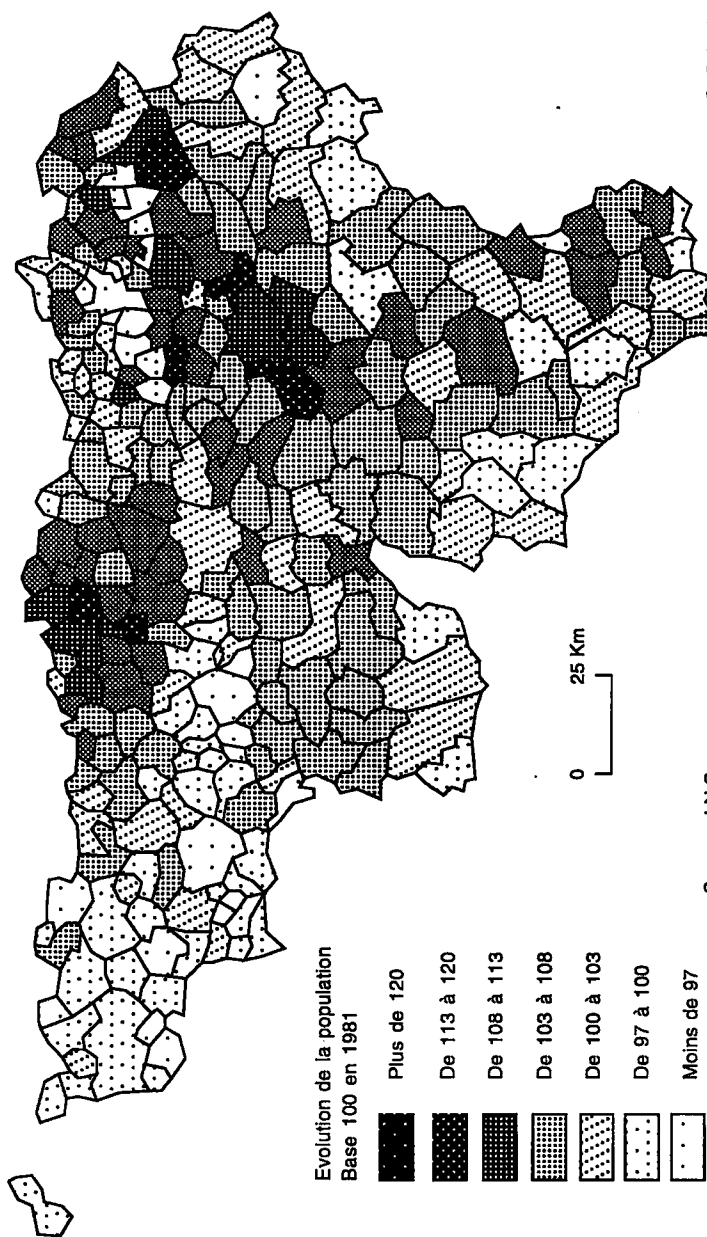 Evolution de la population
Base 100 en 1981
Plus de 120
De 113 à 120
De 108 à 113
De 103 à 108
De 100 à 103
De 97 à 100
Moins de 97
0 25 Km